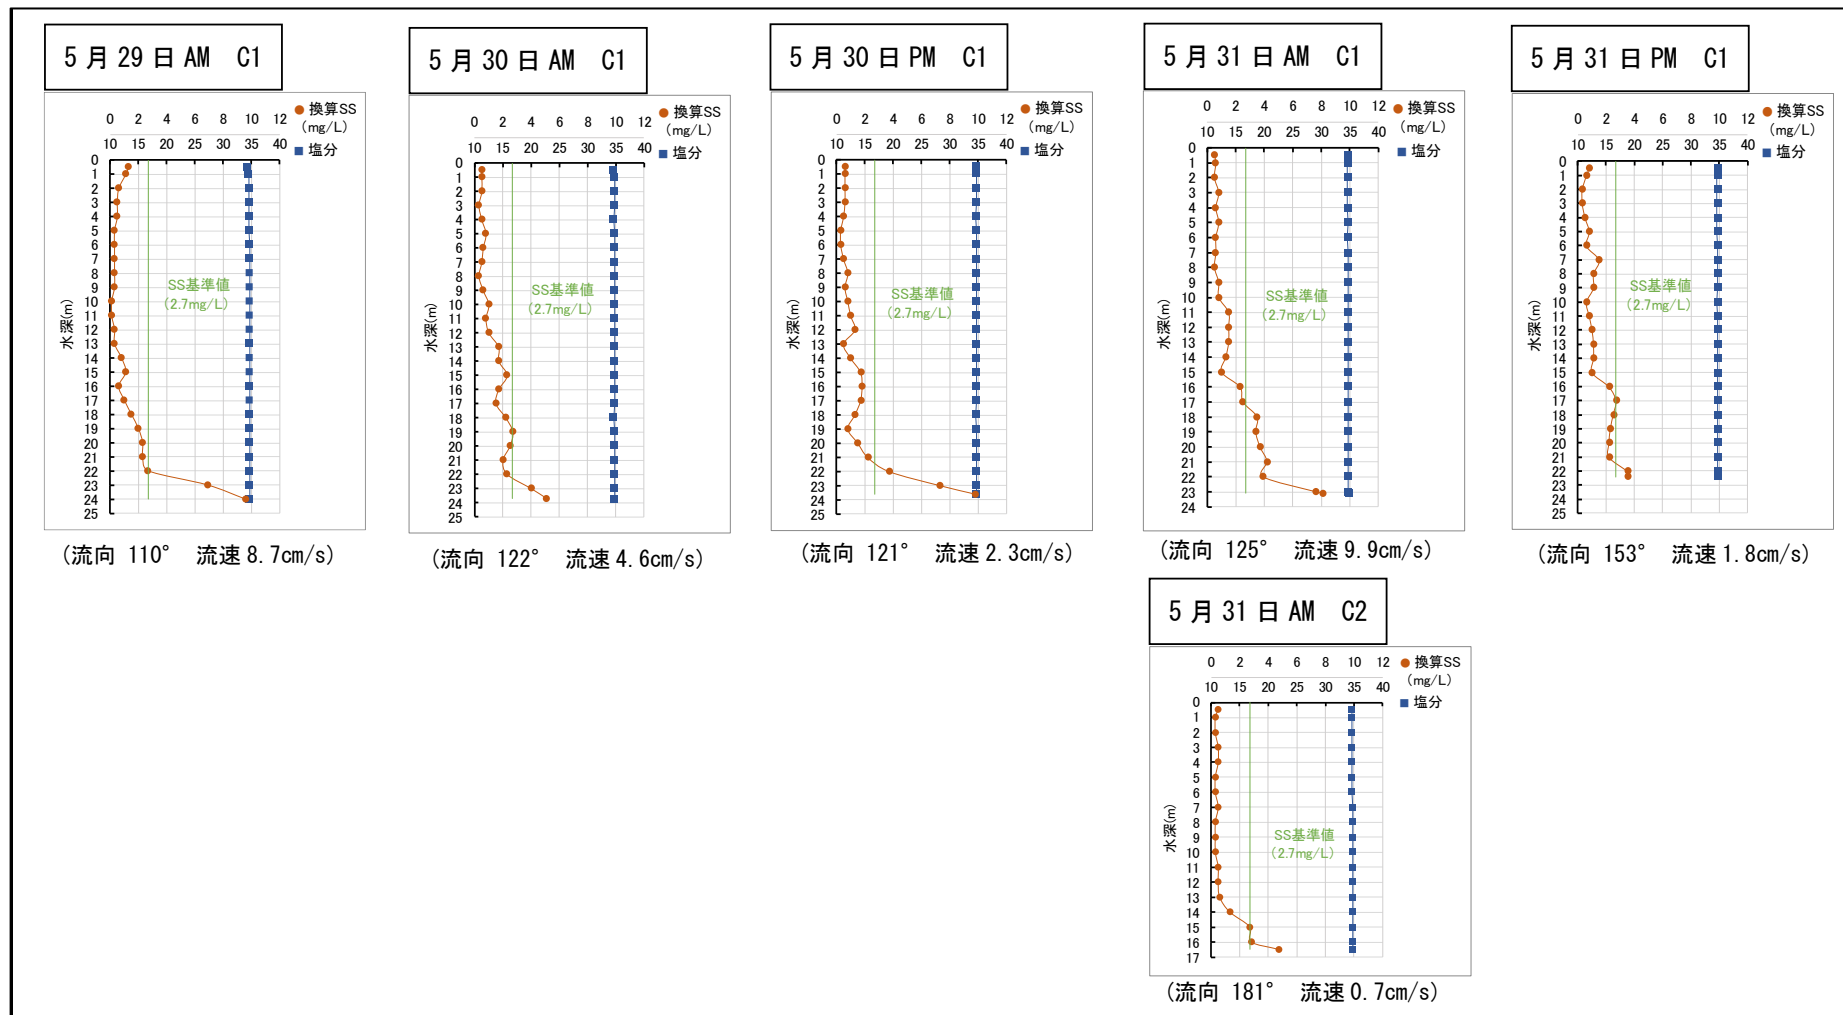 5月29日AM C1
0 2 4 6 8 10 12
10 15 20 25 30 35 40
換算SS
(mg/L)
塩分
0
1
2
3
4
5
6
7
8
9
10
11
12
13
14
15
16
17
18
19
20
21
22
23
24
25
水深(m)
SS基準値
(2.7mg/L)
(流向 110° 流速8.7cm/s)
5月30日AM C1
0 2 4 6 8 10 12
10 15 20 25 30 35 40
換算SS
(mg/L)
塩分
0
1
2
3
4
5
6
7
8
9
10
11
12
13
14
15
16
17
18
19
20
21
22
23
24
25
水深(m)
SS基準値
(2.7mg/L)
(流向 122° 流速4.6cm/s)
5月30日PM C1
0 2 4 6 8 10 12
10 15 20 25 30 35 40
換算SS
(mg/L)
塩分
0
1
2
3
4
5
6
7
8
9
10
11
12
13
14
15
16
17
18
19
20
21
22
23
24
25
水深(m)
SS基準値
(2.7mg/L)
(流向 121° 流速2.3cm/s)
5月31日AM C1
0 2 4 6 8 10 12
10 15 20 25 30 35 40
換算SS
(mg/L)
塩分
0
1
2
3
4
5
6
7
8
9
10
11
12
13
14
15
16
17
18
19
20
21
22
23
24
水深(m)
SS基準値
(2.7mg/L)
(流向 125° 流速9.9cm/s)
5月31日PM C1
0 2 4 6 8 10 12
10 15 20 25 30 35 40
換算SS
(mg/L)
塩分
0
1
2
3
4
5
6
7
8
9
10
11
12
13
14
15
16
17
18
19
20
21
22
23
24
25
水深(m)
SS基準値
(2.7mg/L)
(流向 153° 流速1.8cm/s)
5月31日AM C2
0 2 4 6 8 10 12
10 15 20 25 30 35 40
換算SS
(mg/L)
塩分
0
1
2
3
4
5
6
7
8
9
10
11
12
13
14
15
16
17
水深(m)
SS基準値
(2.7mg/L)
(流向 181° 流速0.7cm/s)